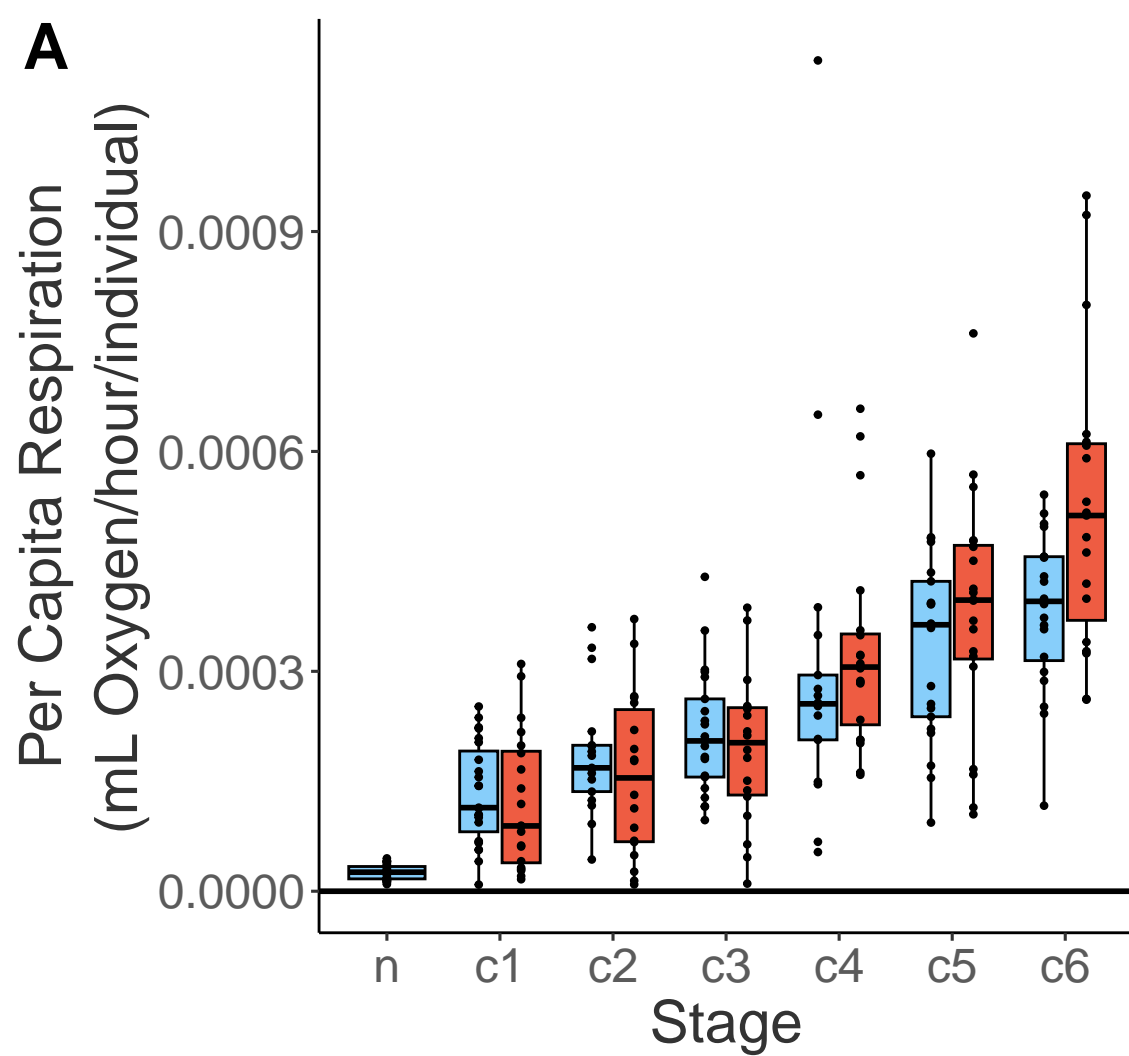 A
Per Capita Respiration
(mL Oxygen/hour/individual)
0.0009
0.0006
0.0003
0.0000
n c1 c2 c3 c4 c5 c6
Stage